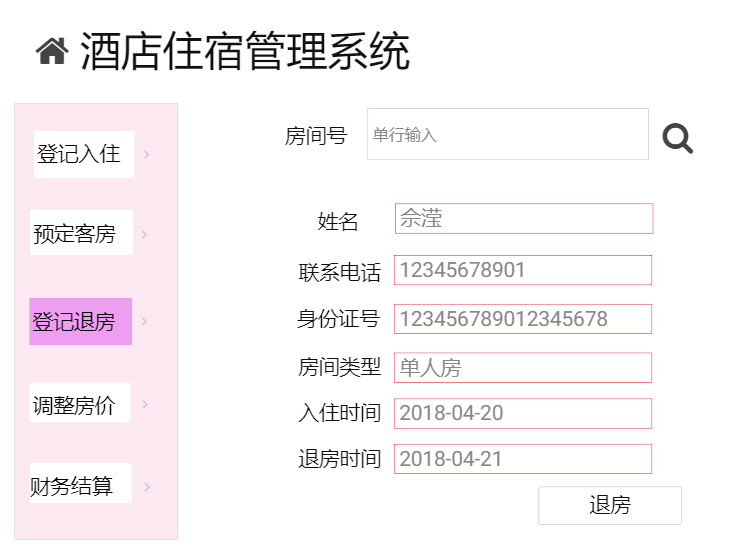 酒店住宿管理系统
登记入住
预定客房
登记退房
调整房价
财务结算
房间号 单行输入
姓名 佘滢
联系电话 12345678901
身份证号 123456789012345678
房间类型 单人房
入住时间 2018-04-20
退房时间 2018-04-21
退房